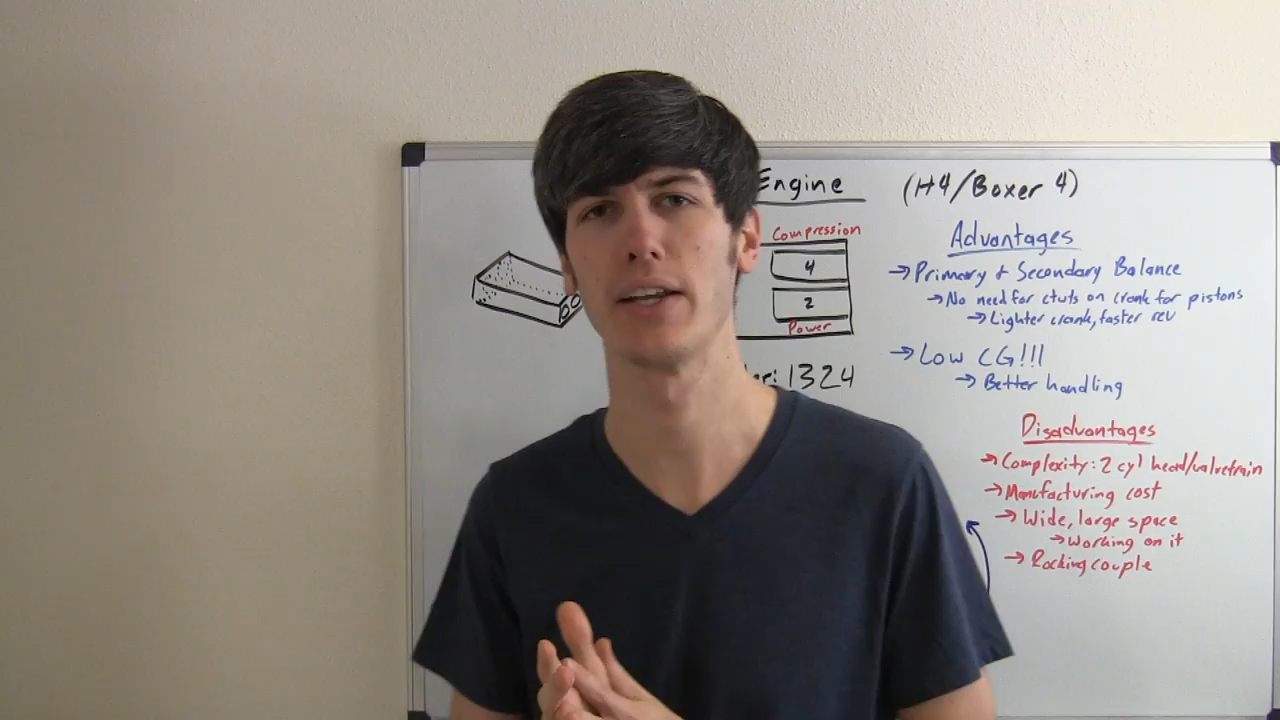 Engine (H4/Boxer 4)
Compression
4
2
Power
er: 1324
Advantages
→ Primary & Secondary Balance
→ No need for ctwts on crank for pistons
→ Lighter crank, faster rev
→ Low CG!!!
→ Better handling
Disadvantages
→ Complexity: 2 cyl head/valvetrain
→ Manufacturing cost
→ Wide, large space
→ Working on it
→ Rocking couple